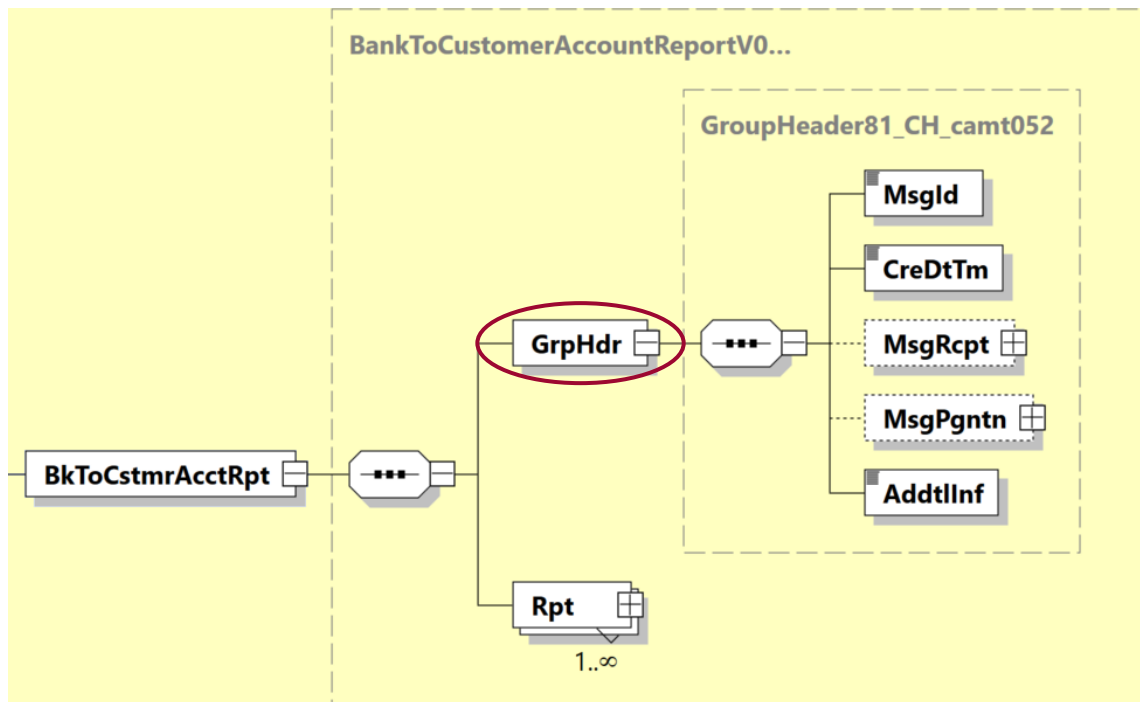 BankToCustomerAccountReportV0...
GroupHeader81_CH_camt052
MsgId
CreDtTm
GrpHdr
MsgRcpt
MsgPgntn
BkToCstmrAcctRpt
AddtlInf
Rpt
1..∞